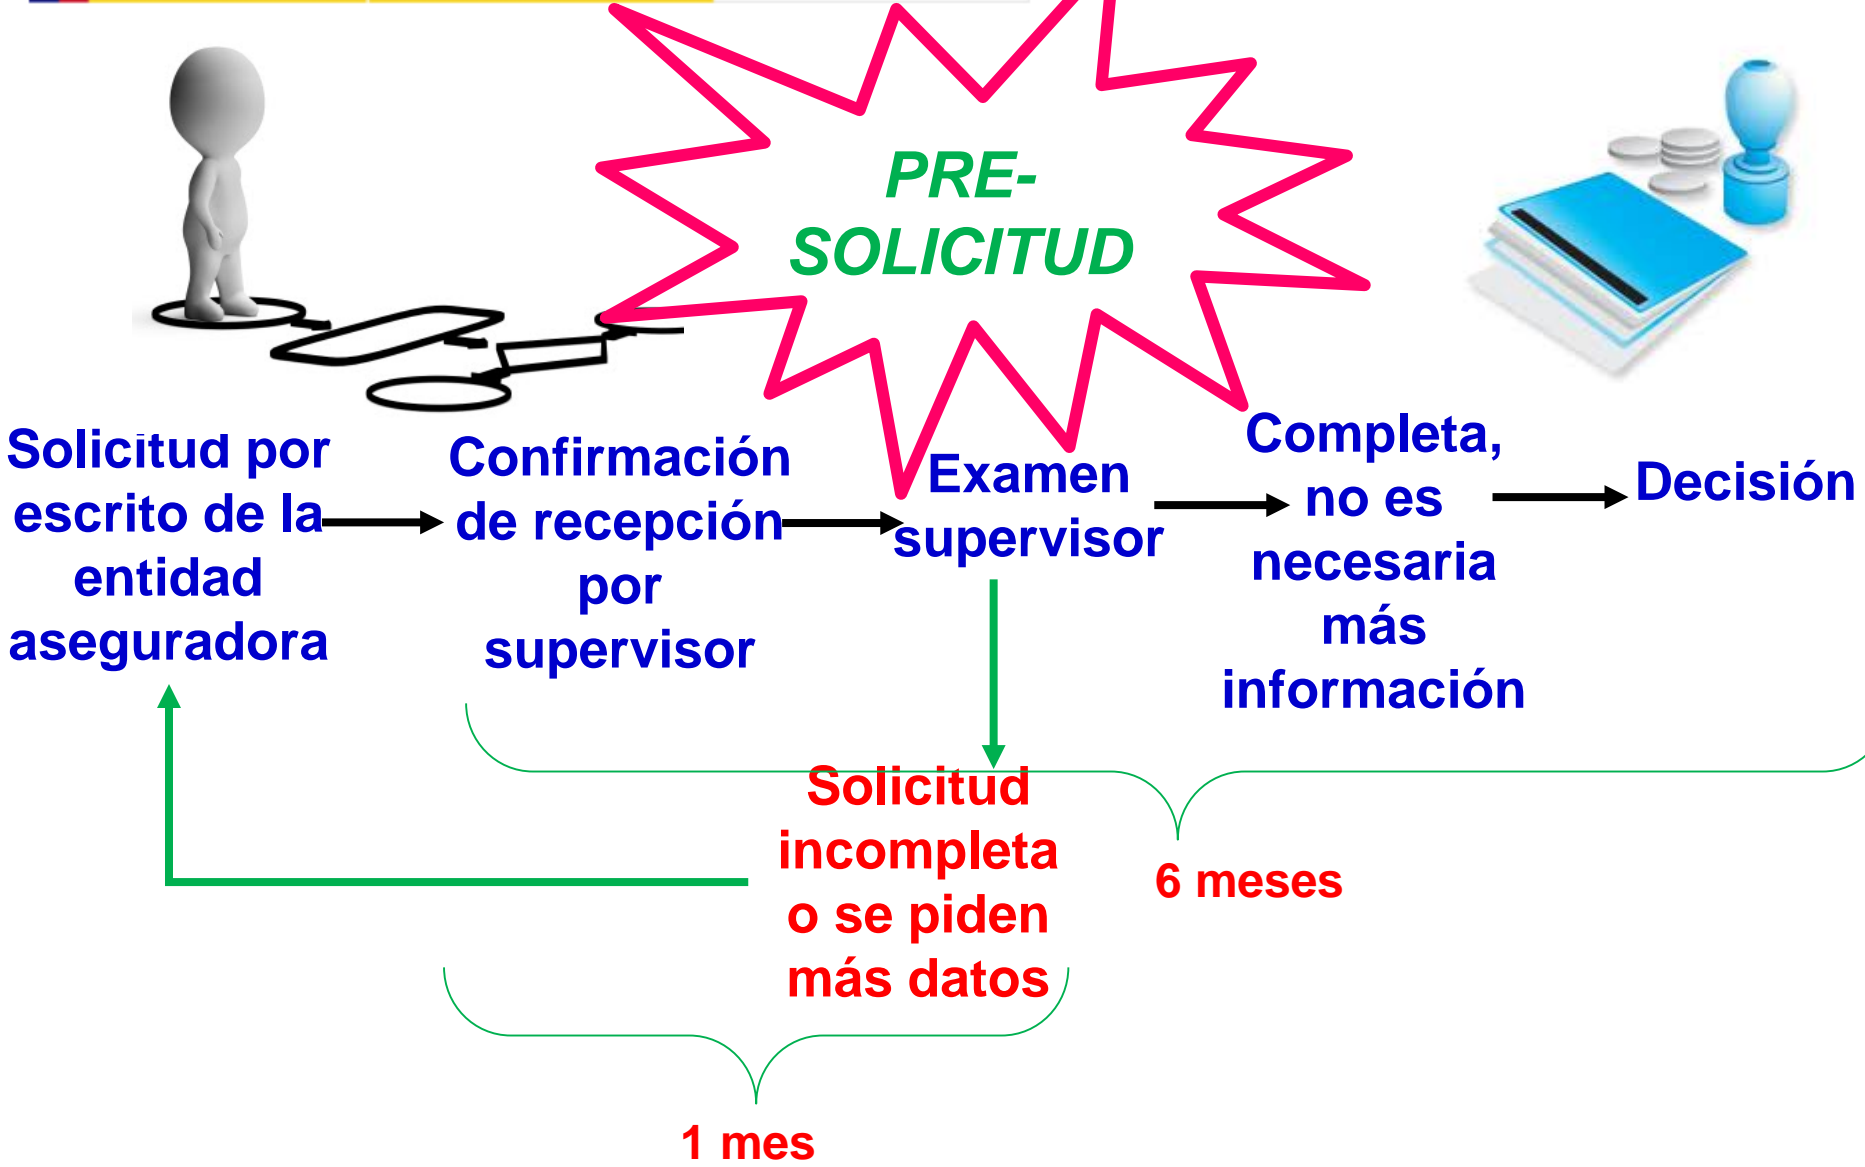 PRE-
SOLICITUD
Solicitud por
escrito de la
entidad
aseguradora
Confirmación
de recepción
por
supervisor
Examen
supervisor
Completa,
no es
necesaria
más
información
Decisión
Solicitud
incompleta
o se piden
más datos
6 meses
1 mes